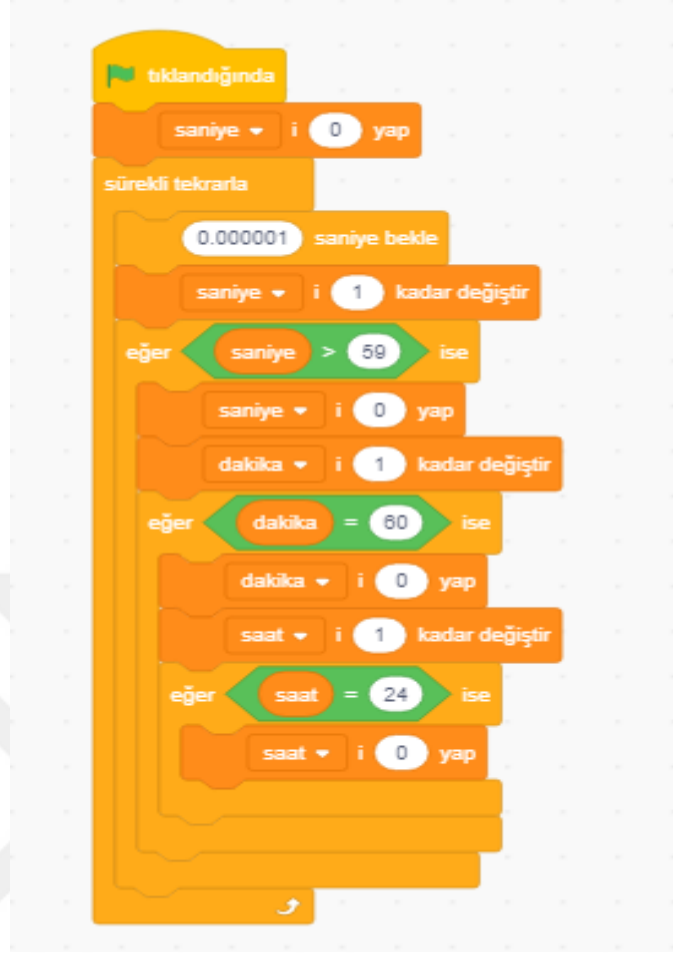 tıklandığında
saniye i 0 yap
sürekli tekrarla
0.000001 saniye bekle
saniye i 1 kadar değiştir
eğer saniye > 59 ise
saniye i 0 yap
dakika i 1 kadar değiştir
eğer dakika = 60 ise
dakika i 0 yap
saat i 1 kadar değiştir
eğer saat = 24 ise
saat i 0 yap